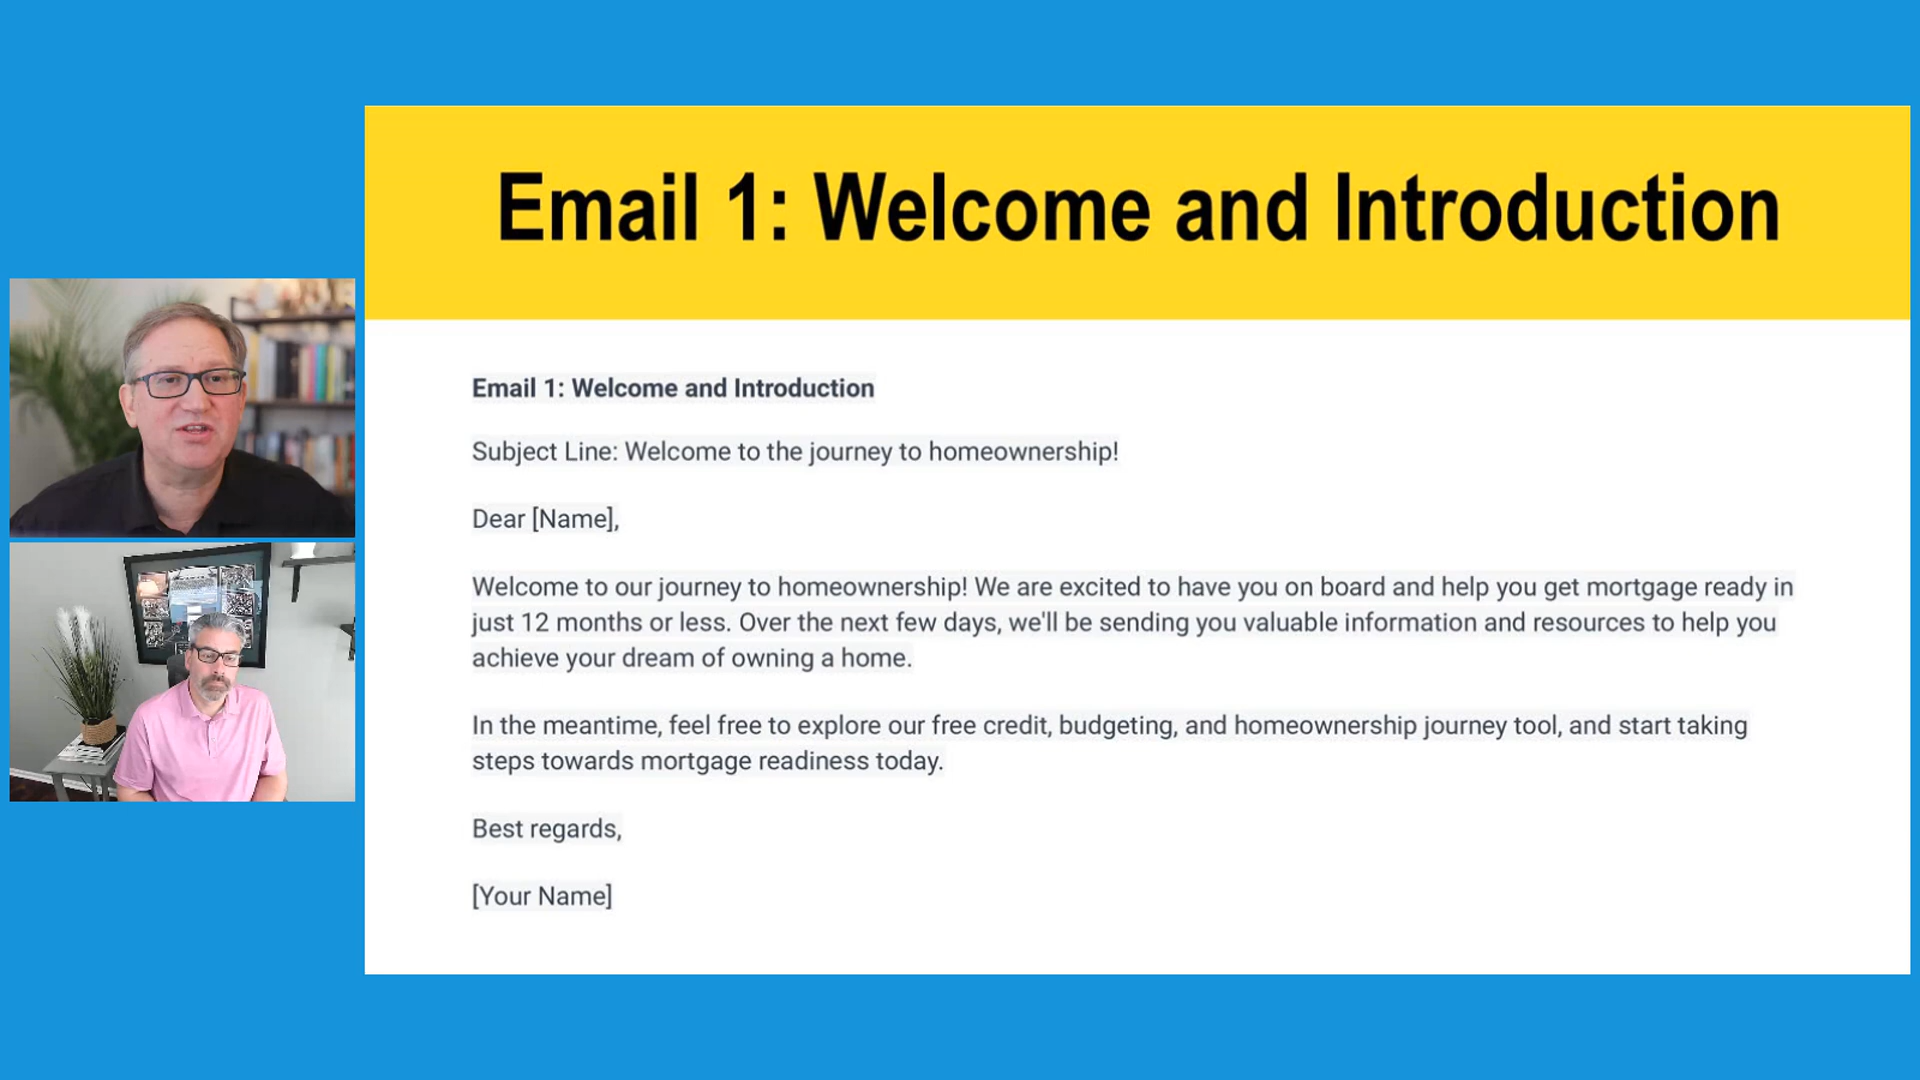 Email 1: Welcome and Introduction
Email 1: Welcome and Introduction
Subject Line: Welcome to the journey to homeownership!
Dear [Name],
Welcome to our journey to homeownership! We are excited to have you on board and help you get mortgage ready in
just 12 months or less. Over the next few days, we'll be sending you valuable information and resources to help you
achieve your dream of owning a home.
In the meantime, feel free to explore our free credit, budgeting, and homeownership journey tool, and start taking
steps towards mortgage readiness today.
Best regards,
[Your Name]